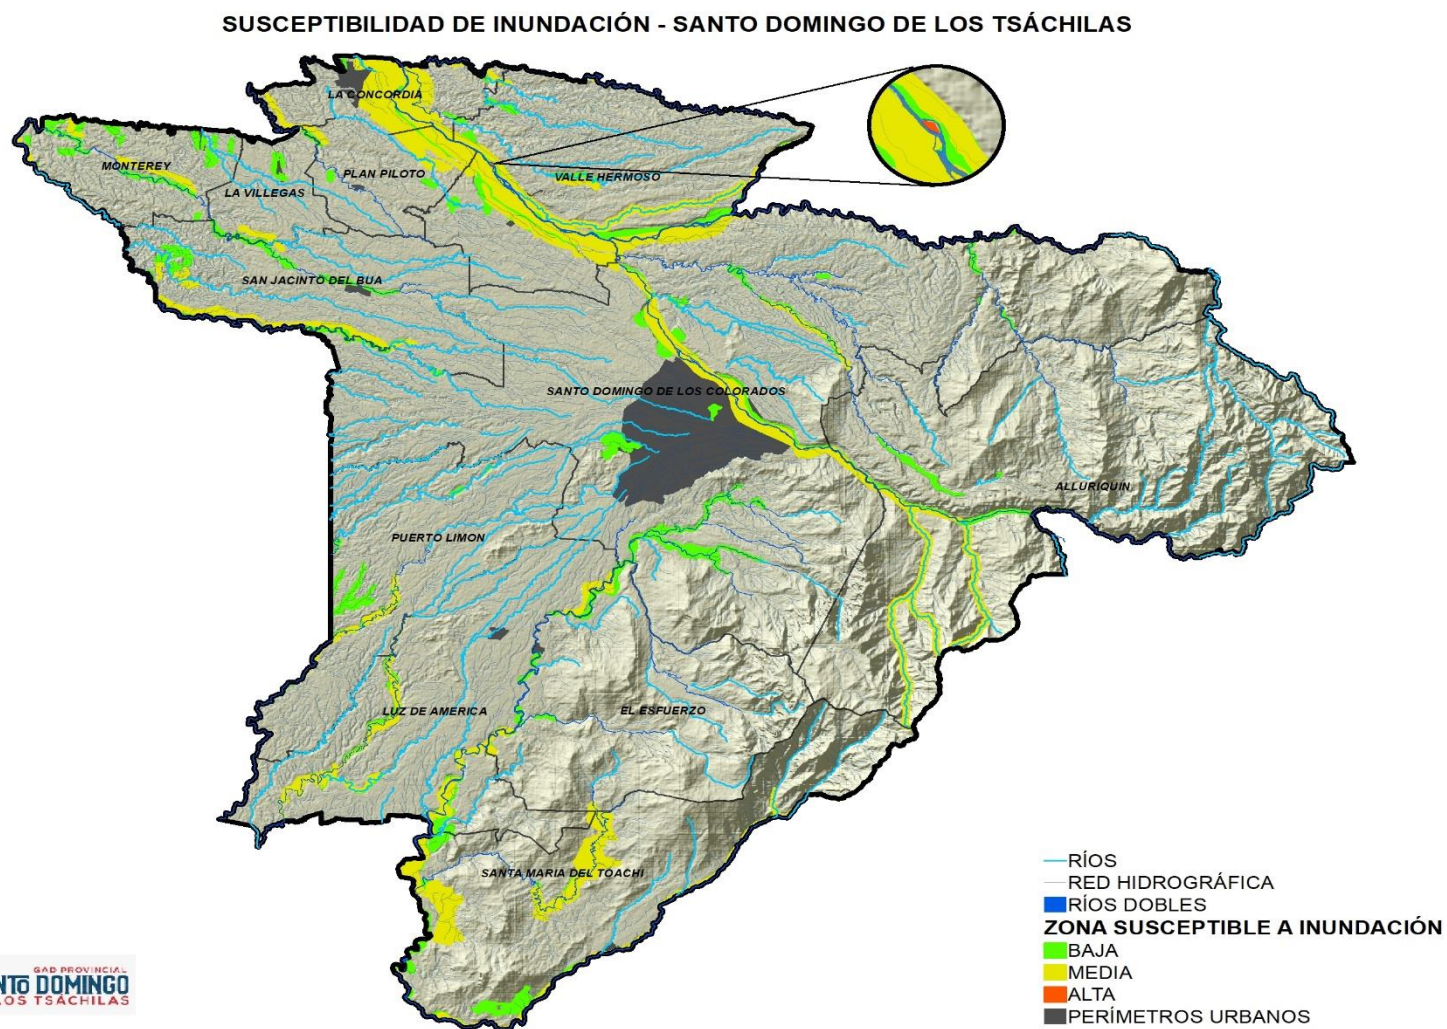 SUSCEPTIBILIDAD DE INUNDACIÓN - SANTO DOMINGO DE LOS TSÁCHILAS
LA CONCORDIA
MONTEREY
PLAN PILOTO
VALLE HERMOSO
LA VILLEGAS
SAN JACINTO DEL BUA
SANTO DOMINGO DE LOS COLORADOS
ALLURIQUIN
PUERTO LIMON
LUZ DE AMERICA
EL ESFUERZO
SANTA MARIA DEL TOACHI
RÍOS
RED HIDROGRÁFICA
RÍOS DOBLES
ZONA SUSCEPTIBLE A INUNDACIÓN
BAJA
MEDIA
ALTA
PERÍMETROS URBANOS
GAD PROVINCIAL
NTO DOMINGO
LOS TSÁCHILAS